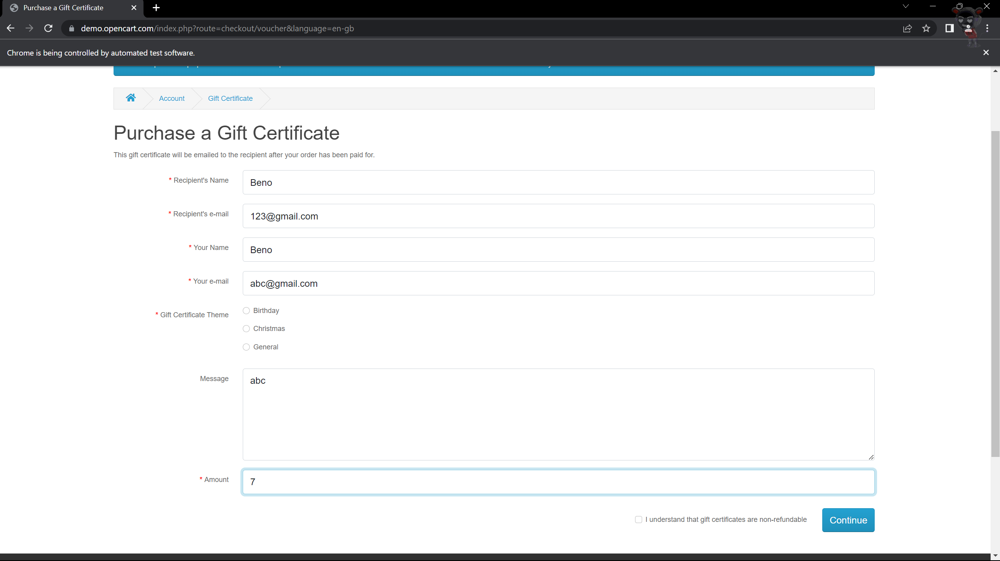 Purchase a Gift Certificate
demo.opencart.com/index.php?route=checkout/voucher&language=en-gb
Chrome is being controlled by automated test software.
Account
Gift Certificate
Purchase a Gift Certificate
This gift certificate will be emailed to the recipient after your order has been paid for.
* Recipient's Name
Beno
* Recipient's e-mail
123@gmail.com
* Your Name
Beno
* Your e-mail
abc@gmail.com
* Gift Certificate Theme
Birthday
Christmas
General
Message
abc
* Amount
7
I understand that gift certificates are non-refundable
Continue